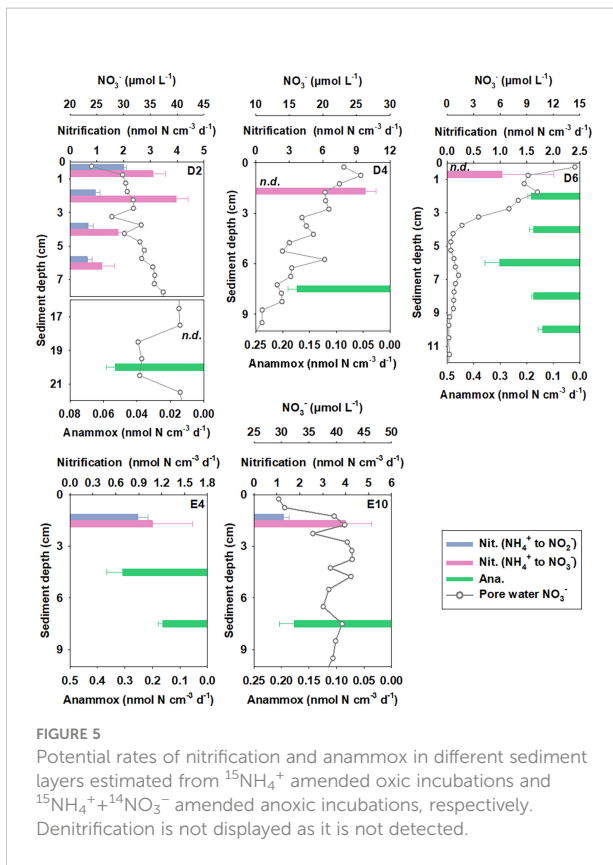 NO₃⁻ (μmol L⁻¹)
20 25 30 35 40 45
Nitrification (nmol N cm⁻³ d⁻¹)
0 1 2 3 4 5
D2
Sediment depth (cm)
0
1
3
5
7
n.d.
17
19
21
0.08 0.06 0.04 0.02 0.00
Anammox (nmol N cm⁻³ d⁻¹)
NO₃⁻ (μmol L⁻¹)
10 15 20 25 30
Nitrification (nmol N cm⁻³ d⁻¹)
0 3 6 9 12
D4
n.d.
Sediment depth (cm)
0
3
6
9
0.25 0.20 0.15 0.10 0.05 0.00
Anammox (nmol N cm⁻³ d⁻¹)
NO₃⁻ (μmol L⁻¹)
0 3 6 9 12 15
Nitrification (nmol N cm⁻³ d⁻¹)
0.0 0.5 1.0 1.5 2.0 2.5
n.d.
D6
Sediment depth (cm)
0
1
3
5
7
9
11
0.5 0.4 0.3 0.2 0.1 0.0
Anammox (nmol N cm⁻³ d⁻¹)
Nitrification (nmol N cm⁻³ d⁻¹)
0.0 0.3 0.6 0.9 1.2 1.5 1.8
E4
Sediment depth (cm)
0
3
6
9
0.5 0.4 0.3 0.2 0.1 0.0
Anammox (nmol N cm⁻³ d⁻¹)
NO₃⁻ (μmol L⁻¹)
25 30 35 40 45 50
Nitrification (nmol N cm⁻³ d⁻¹)
0 1 2 3 4 5 6
E10
Sediment depth (cm)
0
3
6
9
0.25 0.20 0.15 0.10 0.05 0.00
Anammox (nmol N cm⁻³ d⁻¹)
Nit. (NH₄⁺ to NO₂⁻)
Nit. (NH₄⁺ to NO₃⁻)
Ana.
Pore water NO₃⁻
FIGURE 5
Potential rates of nitrification and anammox in different sediment
layers estimated from ¹⁵NH₄⁺ amended oxic incubations and
¹⁵NH₄⁺+¹⁴NO₃⁻ amended anoxic incubations, respectively.
Denitrification is not displayed as it is not detected.